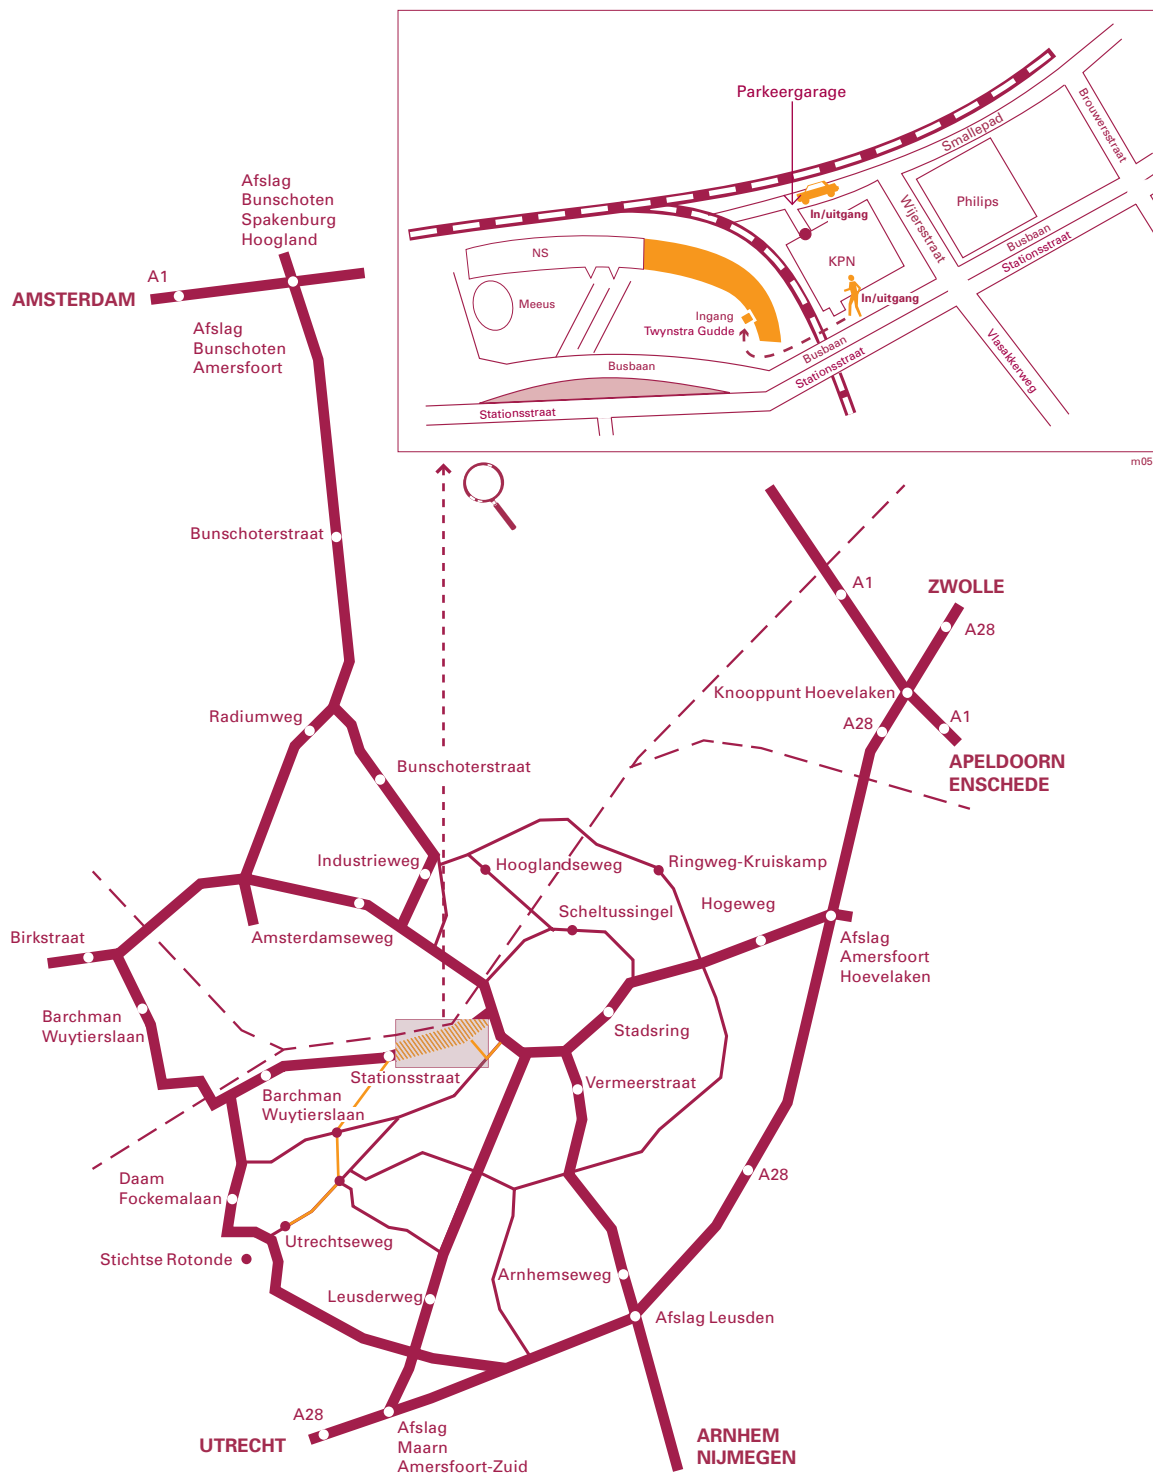 Parkeergarage
Smallepad
Brouwersstraat
In/uitgang
Wijersstraat
Philips
Busbaan
Stationsstraat
NS
KPN
Meeus
In/uitgang
Ingang
Twynstra Gudde
Busbaan
Stationsstraat
Vlasakkerweg
Busbaan
Stationsstraat
m05
Afslag
Bunschoten
Spakenburg
Hoogland
A1
AMSTERDAM
Afslag
Bunschoten
Amersfoort
Bunschoterstraat
A1
ZWOLLE
A28
Knooppunt Hoevelaken
A28
A1
APELDOORN
ENSCHEDE
Radiumweg
Bunschoterstraat
Industrieweg
Hooglandseweg
Ringweg-Kruiskamp
Scheltussingel
Hogeweg
Amsterdamseweg
Birkstraat
Afslag
Amersfoort
Hoevelaken
Barchman
Wuytierslaan
Stadsring
Stationsstraat
Vermeerstraat
Barchman
Wuytierslaan
Daam
Fockemalaan
A28
Utrechtseweg
Stichtse Rotonde
Arnhemseweg
Leusderweg
Afslag Leusden
A28
UTRECHT
Afslag
Maarn
Amersfoort-Zuid
ARNHEM
NIJMEGEN